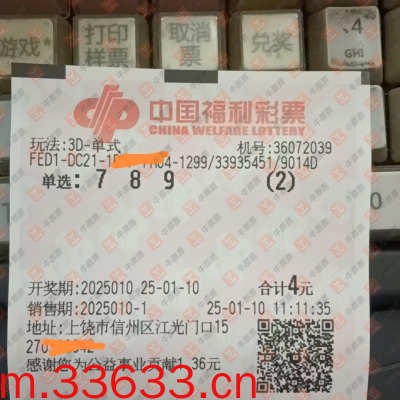 游戏
打印样票
取消票
兑奖
4
GHI
中国福利彩票
CHINA WELFARE LOTTERY
玩法:3D-单式
机号:36072039
FED1-DC21-1 04-1299/33935451/9014D
单选: 7 8 9 (2)
开奖期:2025010 25-01-10 合计4元
销售期:2025010-1 25-01-10 11:11:35
地址:上饶市信州区江光门口15
270
感谢您为公益事业贡献1.36元
m.33633.cn